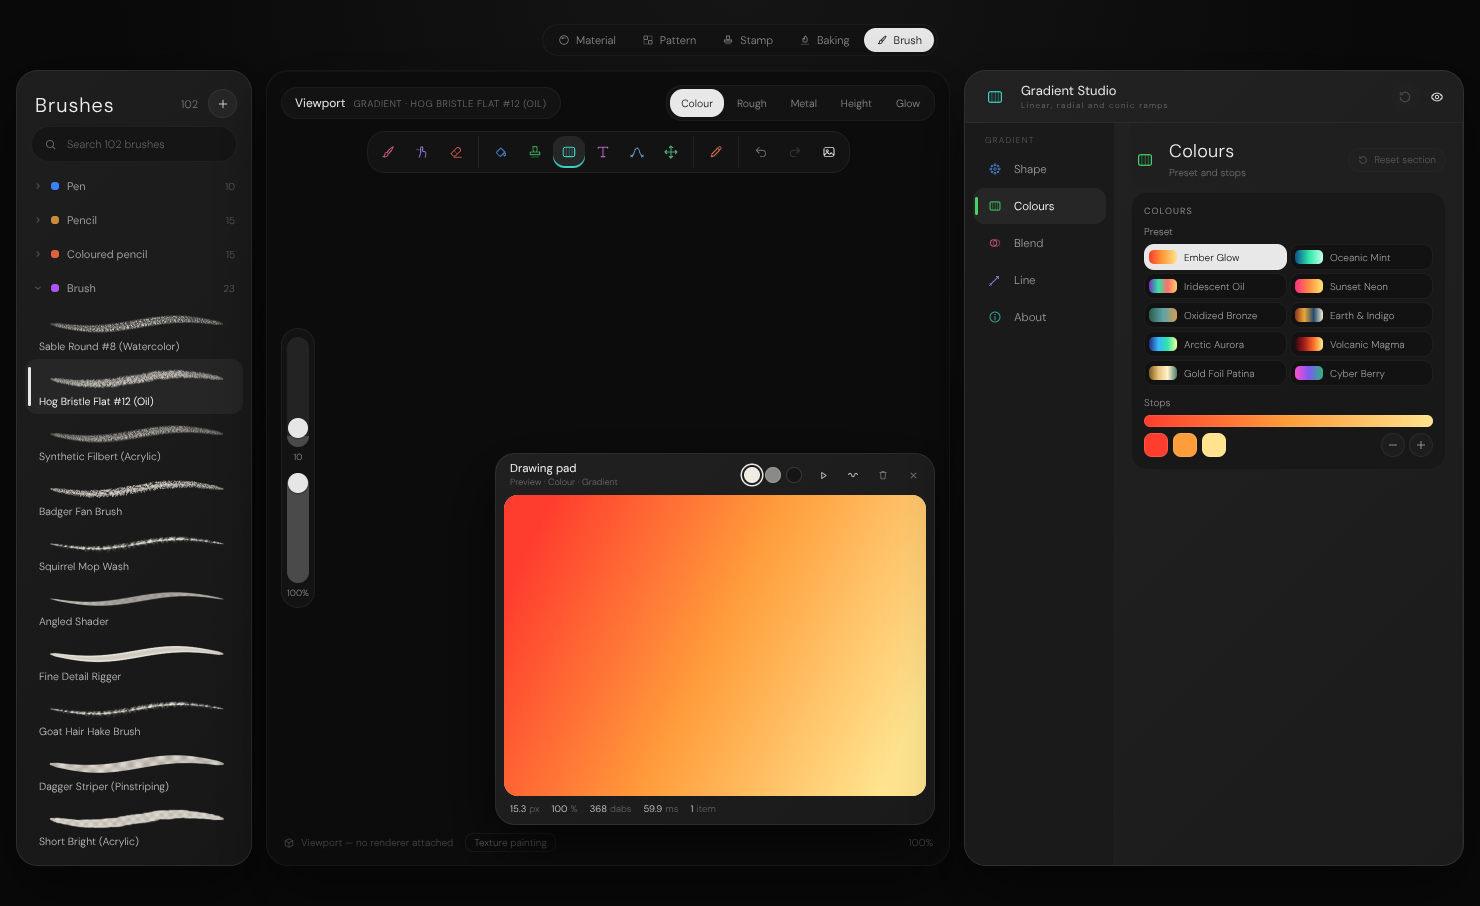 Material
Pattern
Stamp
Baking
Brush
Brushes
102
Search 102 brushes
Pen
10
Pencil
15
Coloured pencil
15
Brush
23
Sable Round #8 (Watercolor)
Hog Bristle Flat #12 (Oil)
Synthetic Filbert (Acrylic)
Badger Fan Brush
Squirrel Mop Wash
Angled Shader
Fine Detail Rigger
Goat Hair Hake Brush
Dagger Striper (Pinstriping)
Short Bright (Acrylic)
Viewport
GRADIENT · HOG BRISTLE FLAT #12 (OIL)
Colour
Rough
Metal
Height
Glow
10
100%
Drawing pad
Preview · Colour · Gradient
15.3 px
100 %
368 dabs
59.9 ms
1 item
Viewport — no renderer attached
Texture painting
100%
Gradient Studio
Linear, radial and conic ramps
GRADIENT
Shape
Colours
Blend
Line
About
Colours
Preset and stops
Reset section
COLOURS
Preset
Ember Glow
Oceanic Mint
Iridescent Oil
Sunset Neon
Oxidized Bronze
Earth & Indigo
Arctic Aurora
Volcanic Magma
Gold Foil Patina
Cyber Berry
Stops